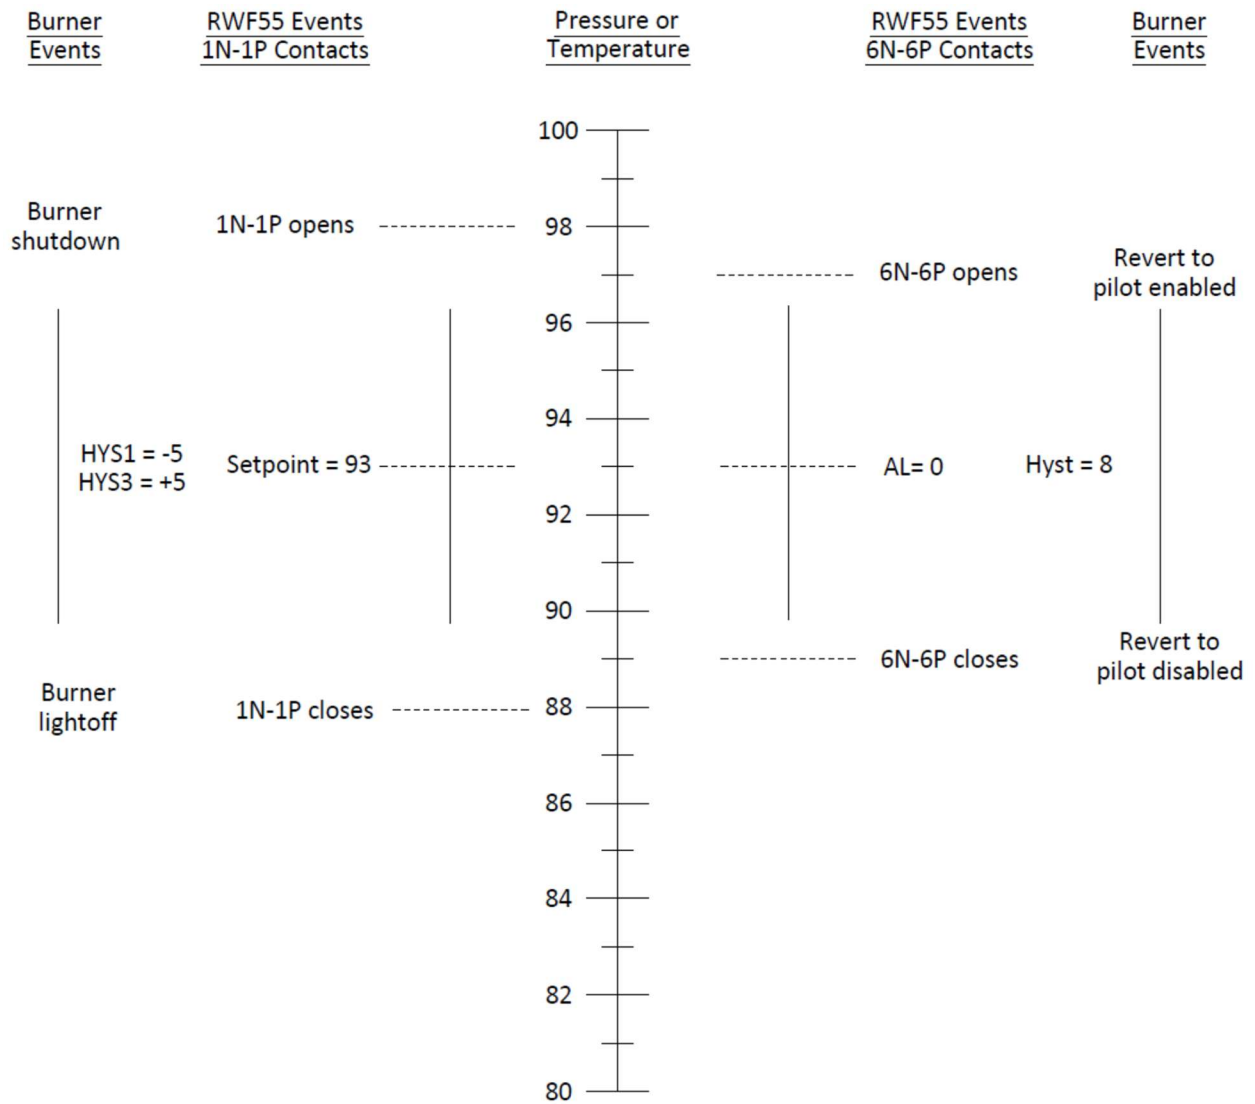 Burner
Events
RWF55 Events
1N-1P Contacts
Pressure or
Temperature
RWF55 Events
6N-6P Contacts
Burner
Events
100
Burner
shutdown
1N-1P opens
98
6N-6P opens
Revert to
pilot enabled
96
94
HYS1 = -5
HYS3 = +5
Setpoint = 93
AL= 0
Hyst = 8
92
90
6N-6P closes
Revert to
pilot disabled
Burner
lightoff
1N-1P closes
88
86
84
82
80